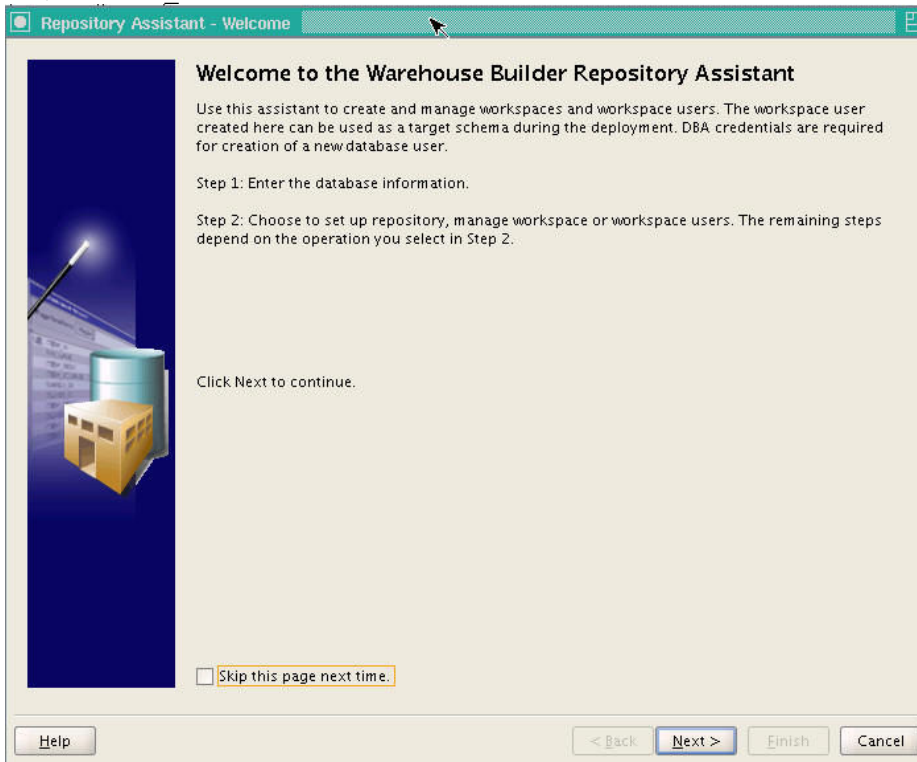 Repository Assistant - Welcome
Welcome to the Warehouse Builder Repository Assistant
Use this assistant to create and manage workspaces and workspace users. The workspace user
created here can be used as a target schema during the deployment. DBA credentials are required
for creation of a new database user.
Step 1: Enter the database information.
Step 2: Choose to set up repository, manage workspace or workspace users. The remaining steps
depend on the operation you select in Step 2.
Click Next to continue.
Skip this page next time.
Help
< Back
Next >
Finish
Cancel